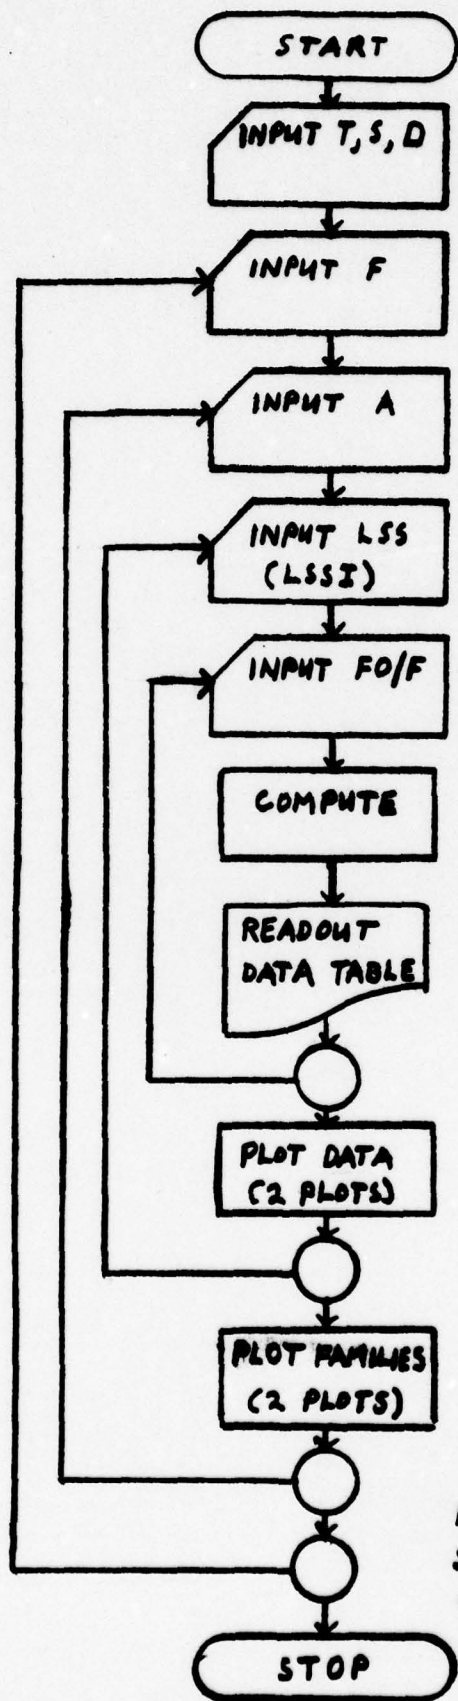 START
INPUT T, S, D
INPUT F
INPUT A
INPUT LSS
(LSSI)
INPUT FO/F
COMPUTE
READOUT
DATA TABLE
PLOT DATA
(2 PLOTS)
PLOT FAMILIES
(2 PLOTS)
STOP